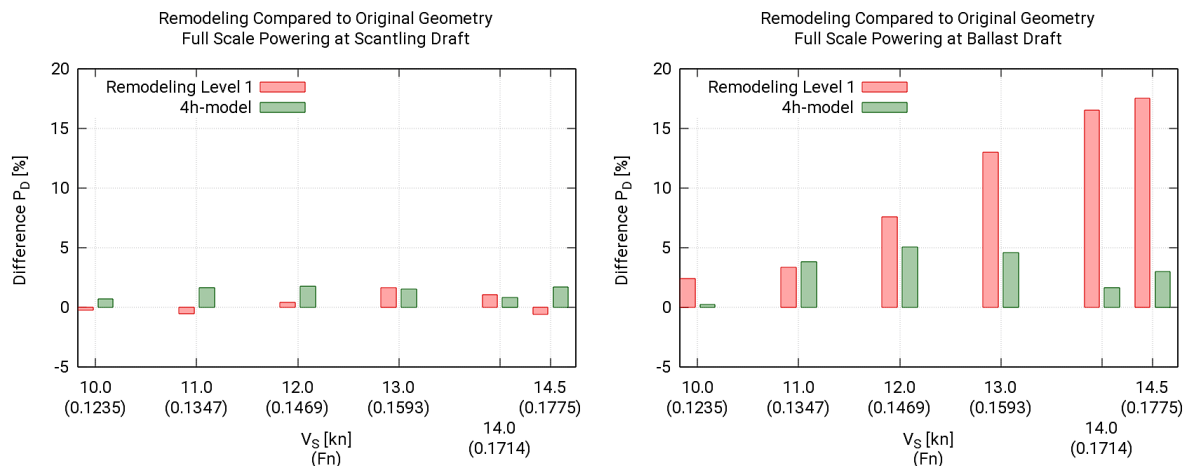 Remodeling Compared to Original Geometry
Full Scale Powering at Scantling Draft
20
15
10
5
0
-5
Difference P_D [%]
Remodeling Level 1
4h-model
10.0
(0.1235)
11.0
(0.1347)
12.0
(0.1469)
13.0
(0.1593)
14.0
(0.1714)
14.5
(0.1775)
V_S [kn]
(Fn)
Remodeling Compared to Original Geometry
Full Scale Powering at Ballast Draft
20
15
10
5
0
-5
Difference P_D [%]
Remodeling Level 1
4h-model
10.0
(0.1235)
11.0
(0.1347)
12.0
(0.1469)
13.0
(0.1593)
14.0
(0.1714)
14.5
(0.1775)
V_S [kn]
(Fn)